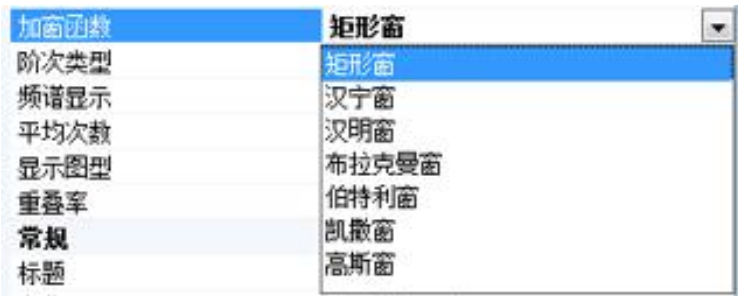 加窗函数 矩形窗
阶次类型 矩形窗
频谱显示 汉宁窗
平均次数 汉明窗
显示图型 布拉克曼窗
重叠率 伯特利窗
常规 凯撒窗
标题 高斯窗